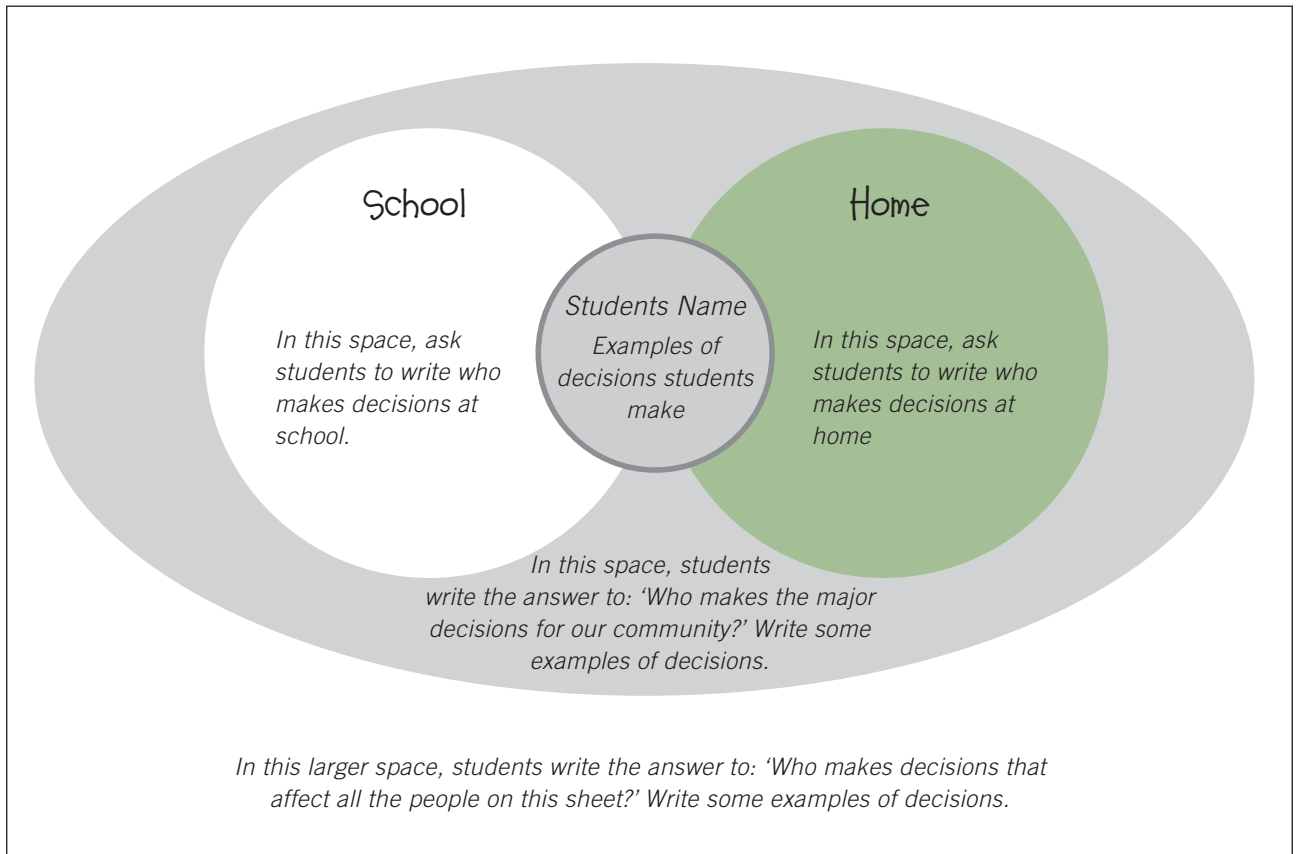 School
Home
In this space, ask
students to write who
makes decisions at
school.
Students Name
Examples of
decisions students
make
In this space, ask
students to write who
makes decisions at
home
In this space, students
write the answer to: ‘Who makes the major
decisions for our community?’ Write some
examples of decisions.
In this larger space, students write the answer to: ‘Who makes decisions that
affect all the people on this sheet?’ Write some examples of decisions.